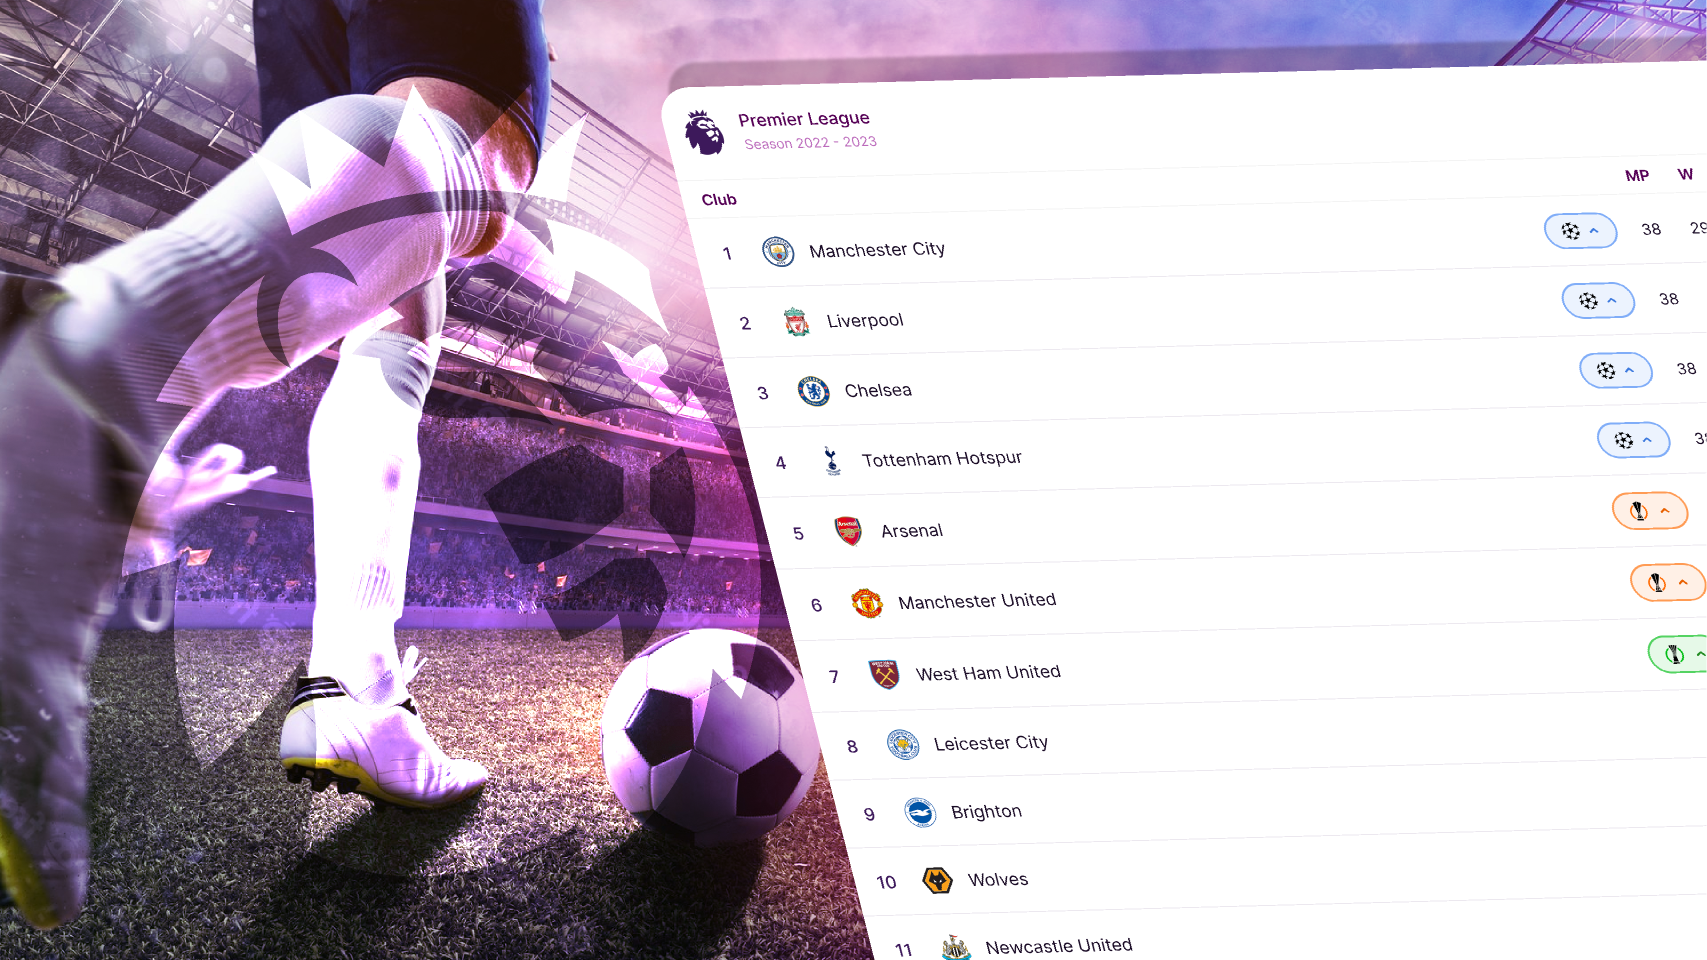 Premier League
Season 2022 - 2023
Club MP W
1 Manchester City 38 29
2 Liverpool 38
3 Chelsea 38
4 Tottenham Hotspur
5 Arsenal
6 Manchester United
7 West Ham United
8 Leicester City
9 Brighton
10 Wolves
11 Newcastle United